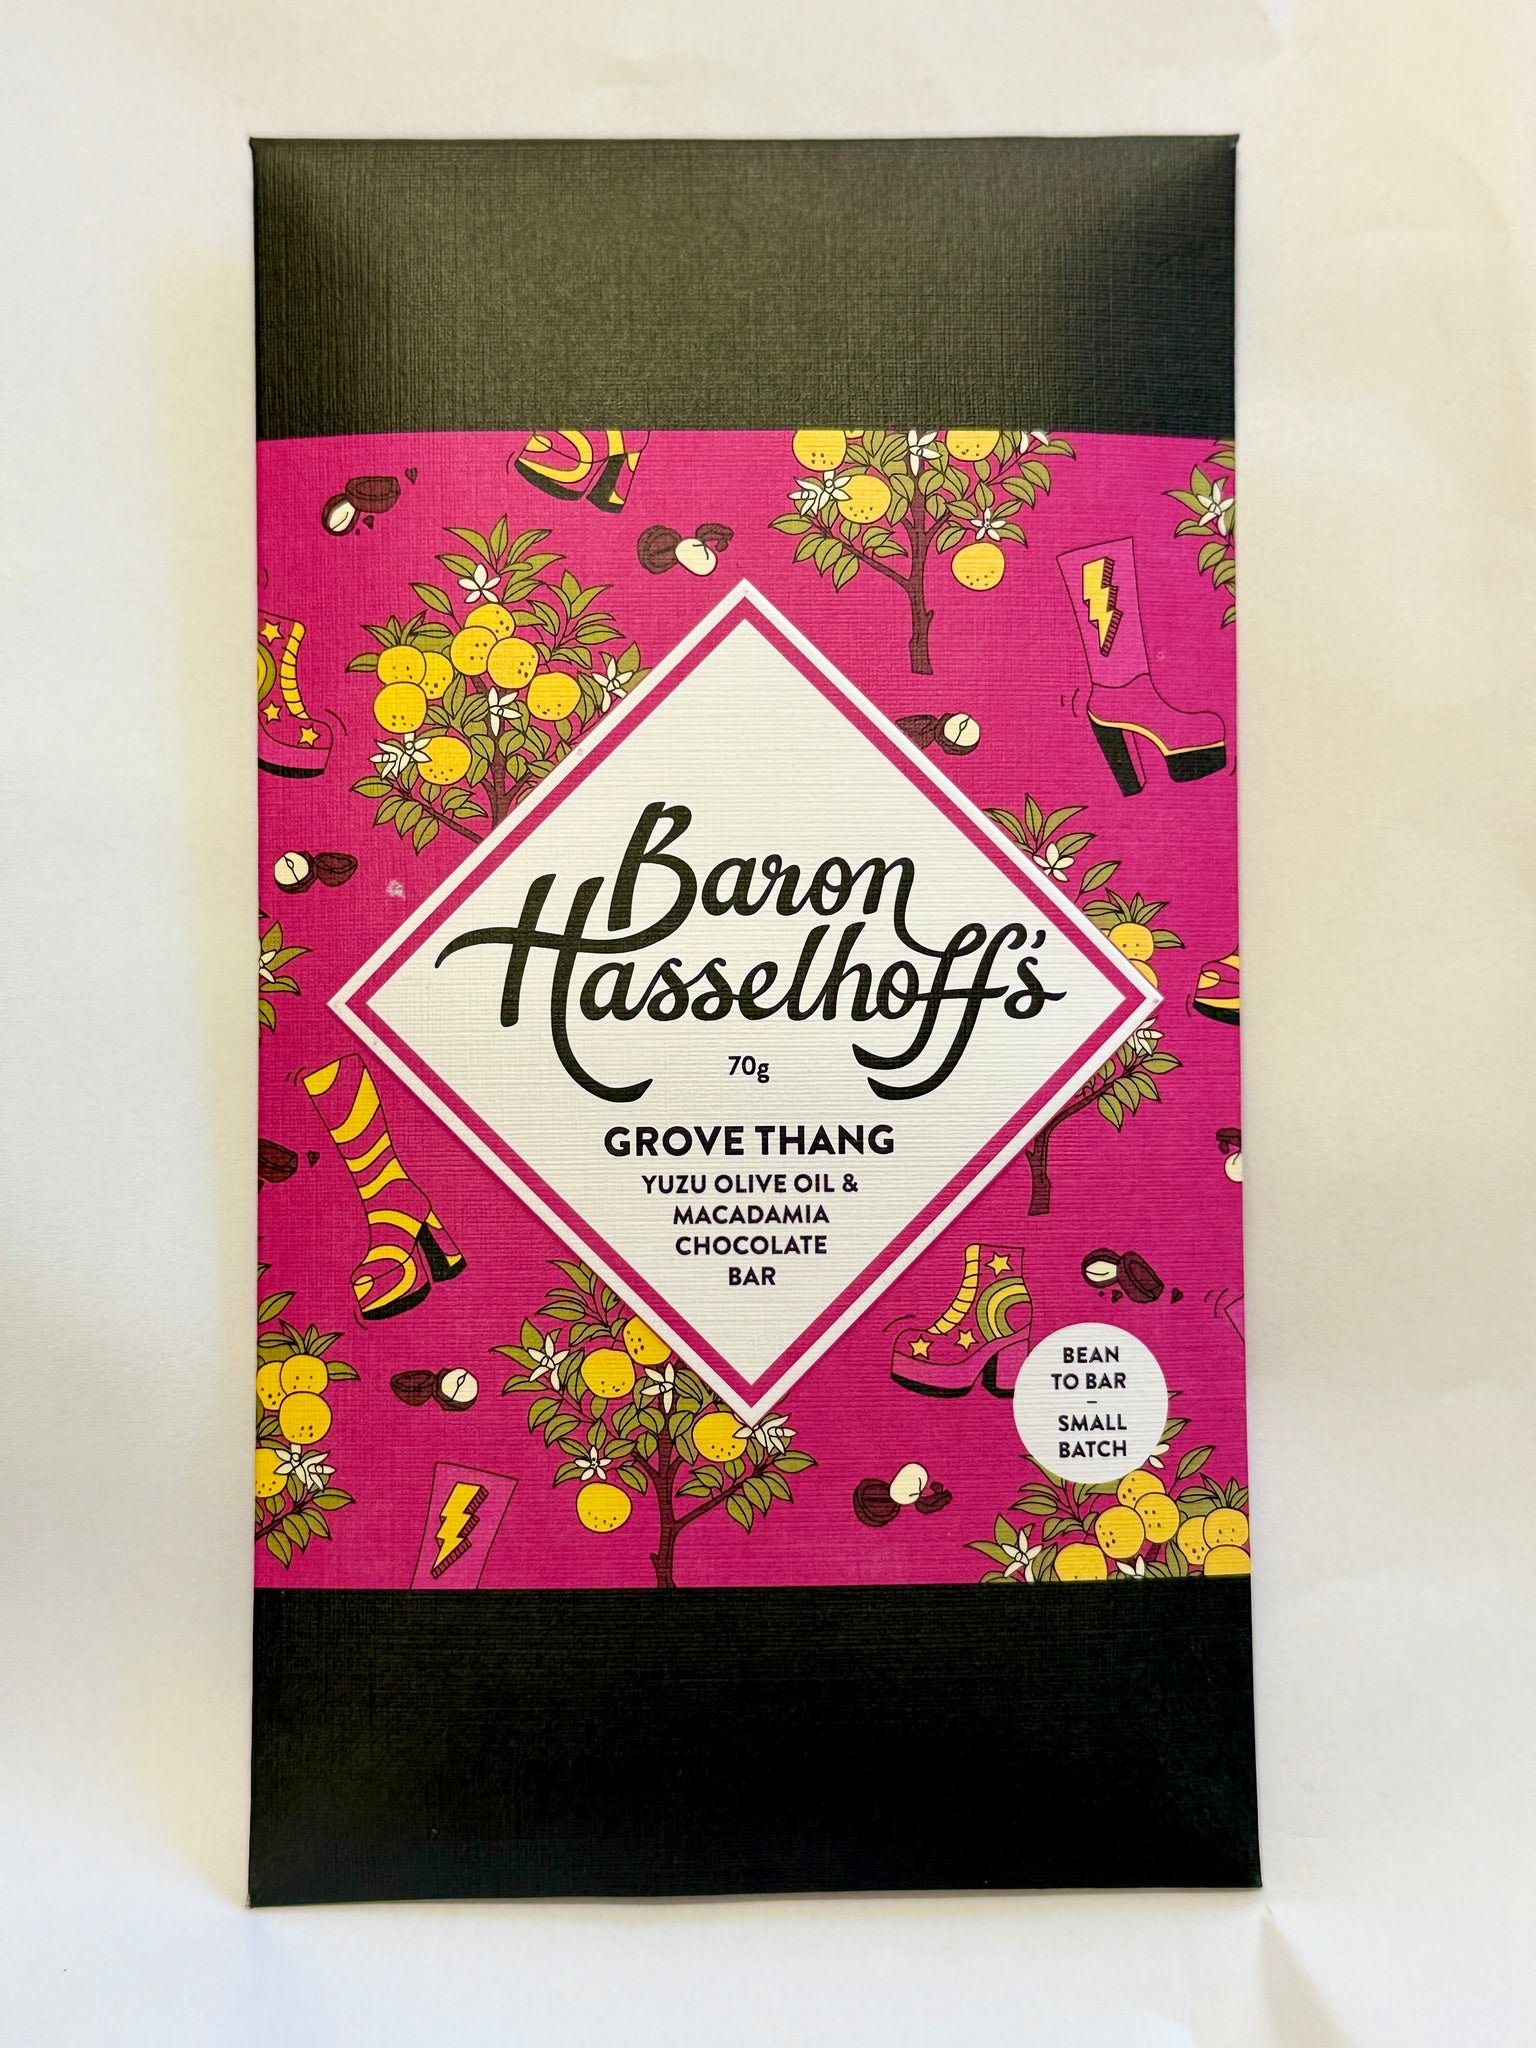 Baron
Hasselhoff's
70g
GROVE THANG
YUZU OLIVE OIL &
MACADAMIA
CHOCOLATE
BAR
BEAN
TO BAR
–
SMALL
BATCH